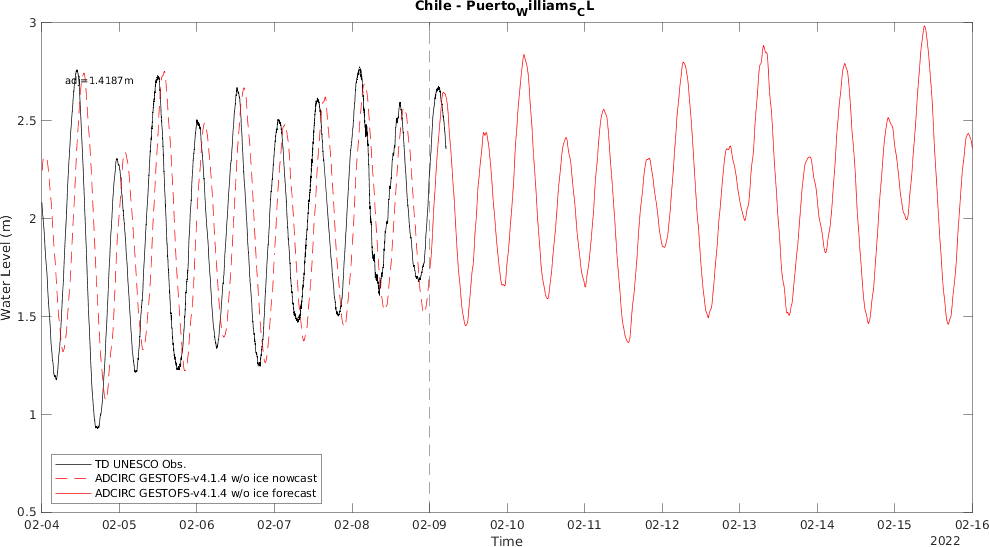 Chile - PuertoWilliamsCL
adj=1.4187m
3
2.5
2
1.5
1
0.5
Water Level (m)
TD UNESCO Obs.
ADCIRC GESTOFS-v4.1.4 w/o ice nowcast
ADCIRC GESTOFS-v4.1.4 w/o ice forecast
02-04 02-05 02-06 02-07 02-08 02-09 02-10 02-11 02-12 02-13 02-14 02-15 02-16
Time
2022